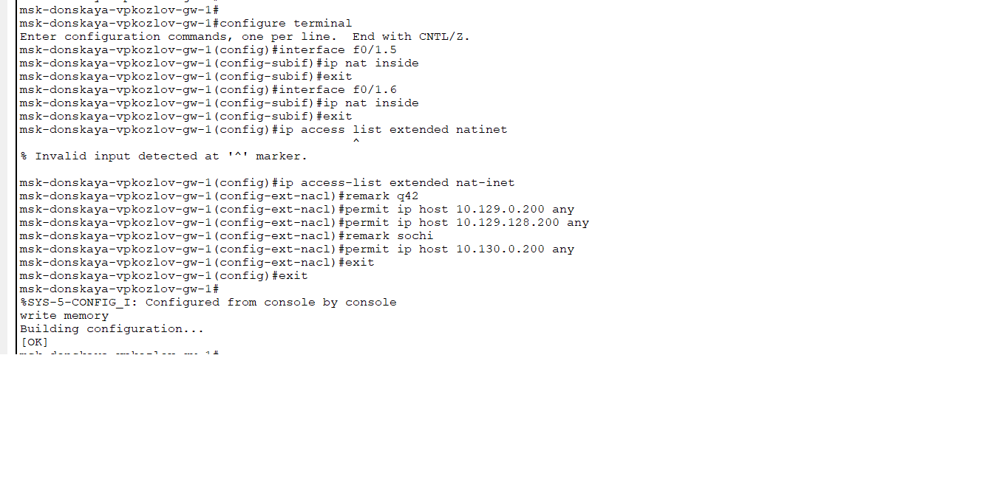 msk-donskaya-vpkozlov-gw-1#
msk-donskaya-vpkozlov-gw-1#configure terminal
Enter configuration commands, one per line.  End with CNTL/Z.
msk-donskaya-vpkozlov-gw-1(config)#interface f0/1.5
msk-donskaya-vpkozlov-gw-1(config-subif)#ip nat inside
msk-donskaya-vpkozlov-gw-1(config-subif)#exit
msk-donskaya-vpkozlov-gw-1(config)#interface f0/1.6
msk-donskaya-vpkozlov-gw-1(config-subif)#ip nat inside
msk-donskaya-vpkozlov-gw-1(config-subif)#exit
msk-donskaya-vpkozlov-gw-1(config)#ip access list extended natinet
^
% Invalid input detected at '^' marker.
msk-donskaya-vpkozlov-gw-1(config)#ip access-list extended nat-inet
msk-donskaya-vpkozlov-gw-1(config-ext-nacl)#remark q42
msk-donskaya-vpkozlov-gw-1(config-ext-nacl)#permit ip host 10.129.0.200 any
msk-donskaya-vpkozlov-gw-1(config-ext-nacl)#permit ip host 10.129.128.200 any
msk-donskaya-vpkozlov-gw-1(config-ext-nacl)#remark sochi
msk-donskaya-vpkozlov-gw-1(config-ext-nacl)#permit ip host 10.130.0.200 any
msk-donskaya-vpkozlov-gw-1(config-ext-nacl)#exit
msk-donskaya-vpkozlov-gw-1(config)#exit
msk-donskaya-vpkozlov-gw-1#
%SYS-5-CONFIG_I: Configured from console by console
write memory
Building configuration...
[OK]